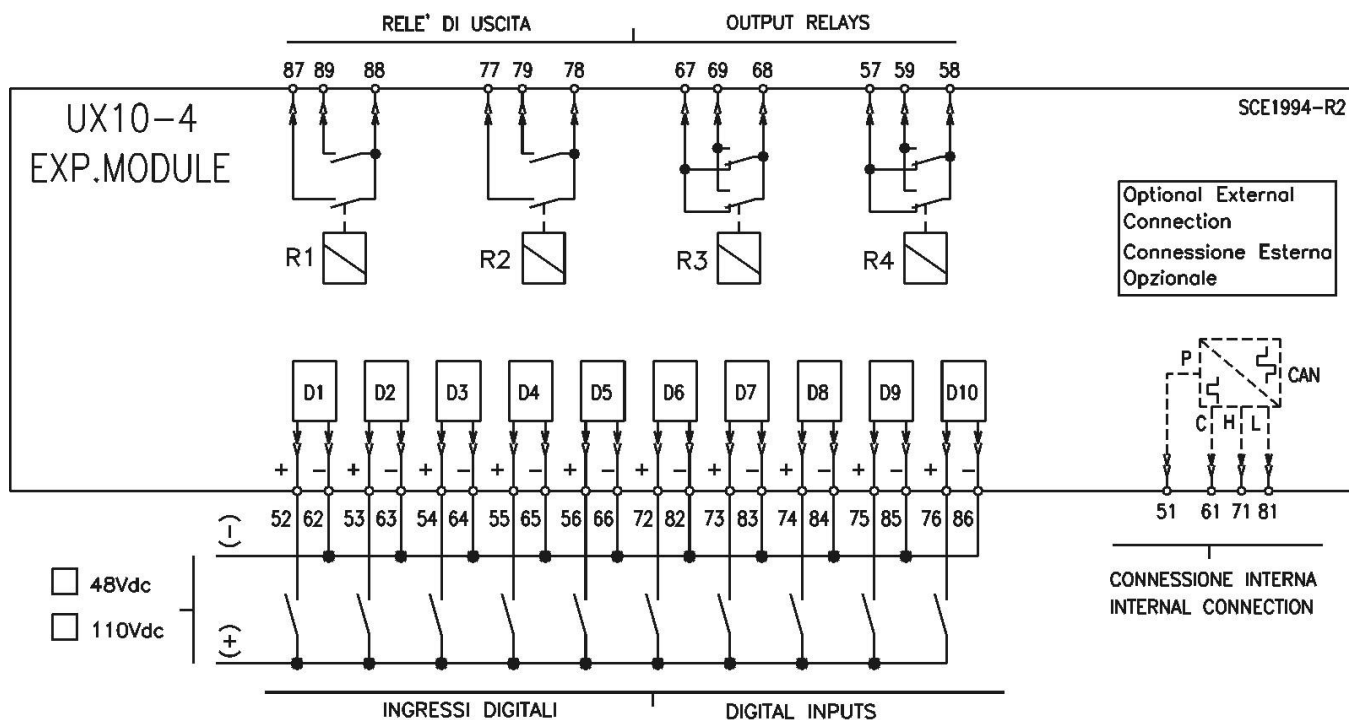 RELE' DI USCITA OUTPUT RELAYS
87 89 88 77 79 78 67 69 68 57 59 58
SCE1994-R2
UX10-4
EXP.MODULE
Optional External
Connection
Connessione Esterna
Opzionale
R1 R2 R3 R4
P CAN
D1 D2 D3 D4 D5 D6 D7 D8 D9 D10
C H L
+ − + − + − + − + − + − + − + − + − + −
52 62 53 63 54 64 55 65 56 66 72 82 73 83 74 84 75 85 76 86 51 61 71 81
(−)
48Vdc
110Vdc
(+)
CONNESSIONE INTERNA
INTERNAL CONNECTION
INGRESSI DIGITALI DIGITAL INPUTS